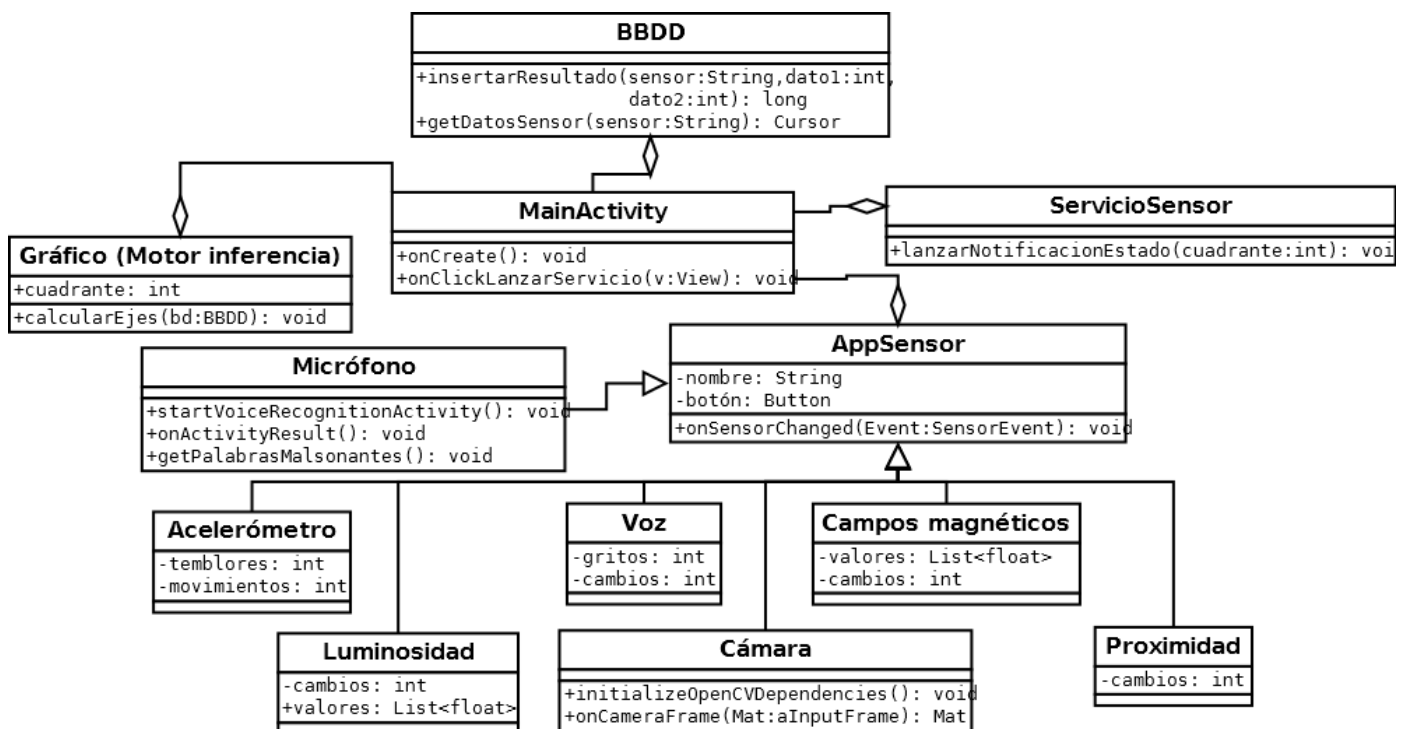 BBDD
+insertarResultado(sensor:String,dato1:int,
dato2:int): long
+getDatosSensor(sensor:String): Cursor
MainActivity
+onCreate(): void
+onClickLanzarServicio(v:View): void
ServicioSensor
+lanzarNotificacionEstado(cuadrante:int): voi
Gráfico (Motor inferencia)
+cuadrante: int
+calcularEjes(bd:BBDD): void
AppSensor
-nombre: String
-botón: Button
+onSensorChanged(Event:SensorEvent): void
Micrófono
+startVoiceRecognitionActivity(): void
+onActivityResult(): void
+getPalabrasMalsonantes(): void
Acelerómetro
-temblores: int
-movimientos: int
Voz
-gritos: int
-cambios: int
Campos magnéticos
-valores: List<float>
-cambios: int
Luminosidad
-cambios: int
+valores: List<float>
Cámara
+initializeOpenCVDependencies(): void
+onCameraFrame(Mat:aInputFrame): Mat
Proximidad
-cambios: int